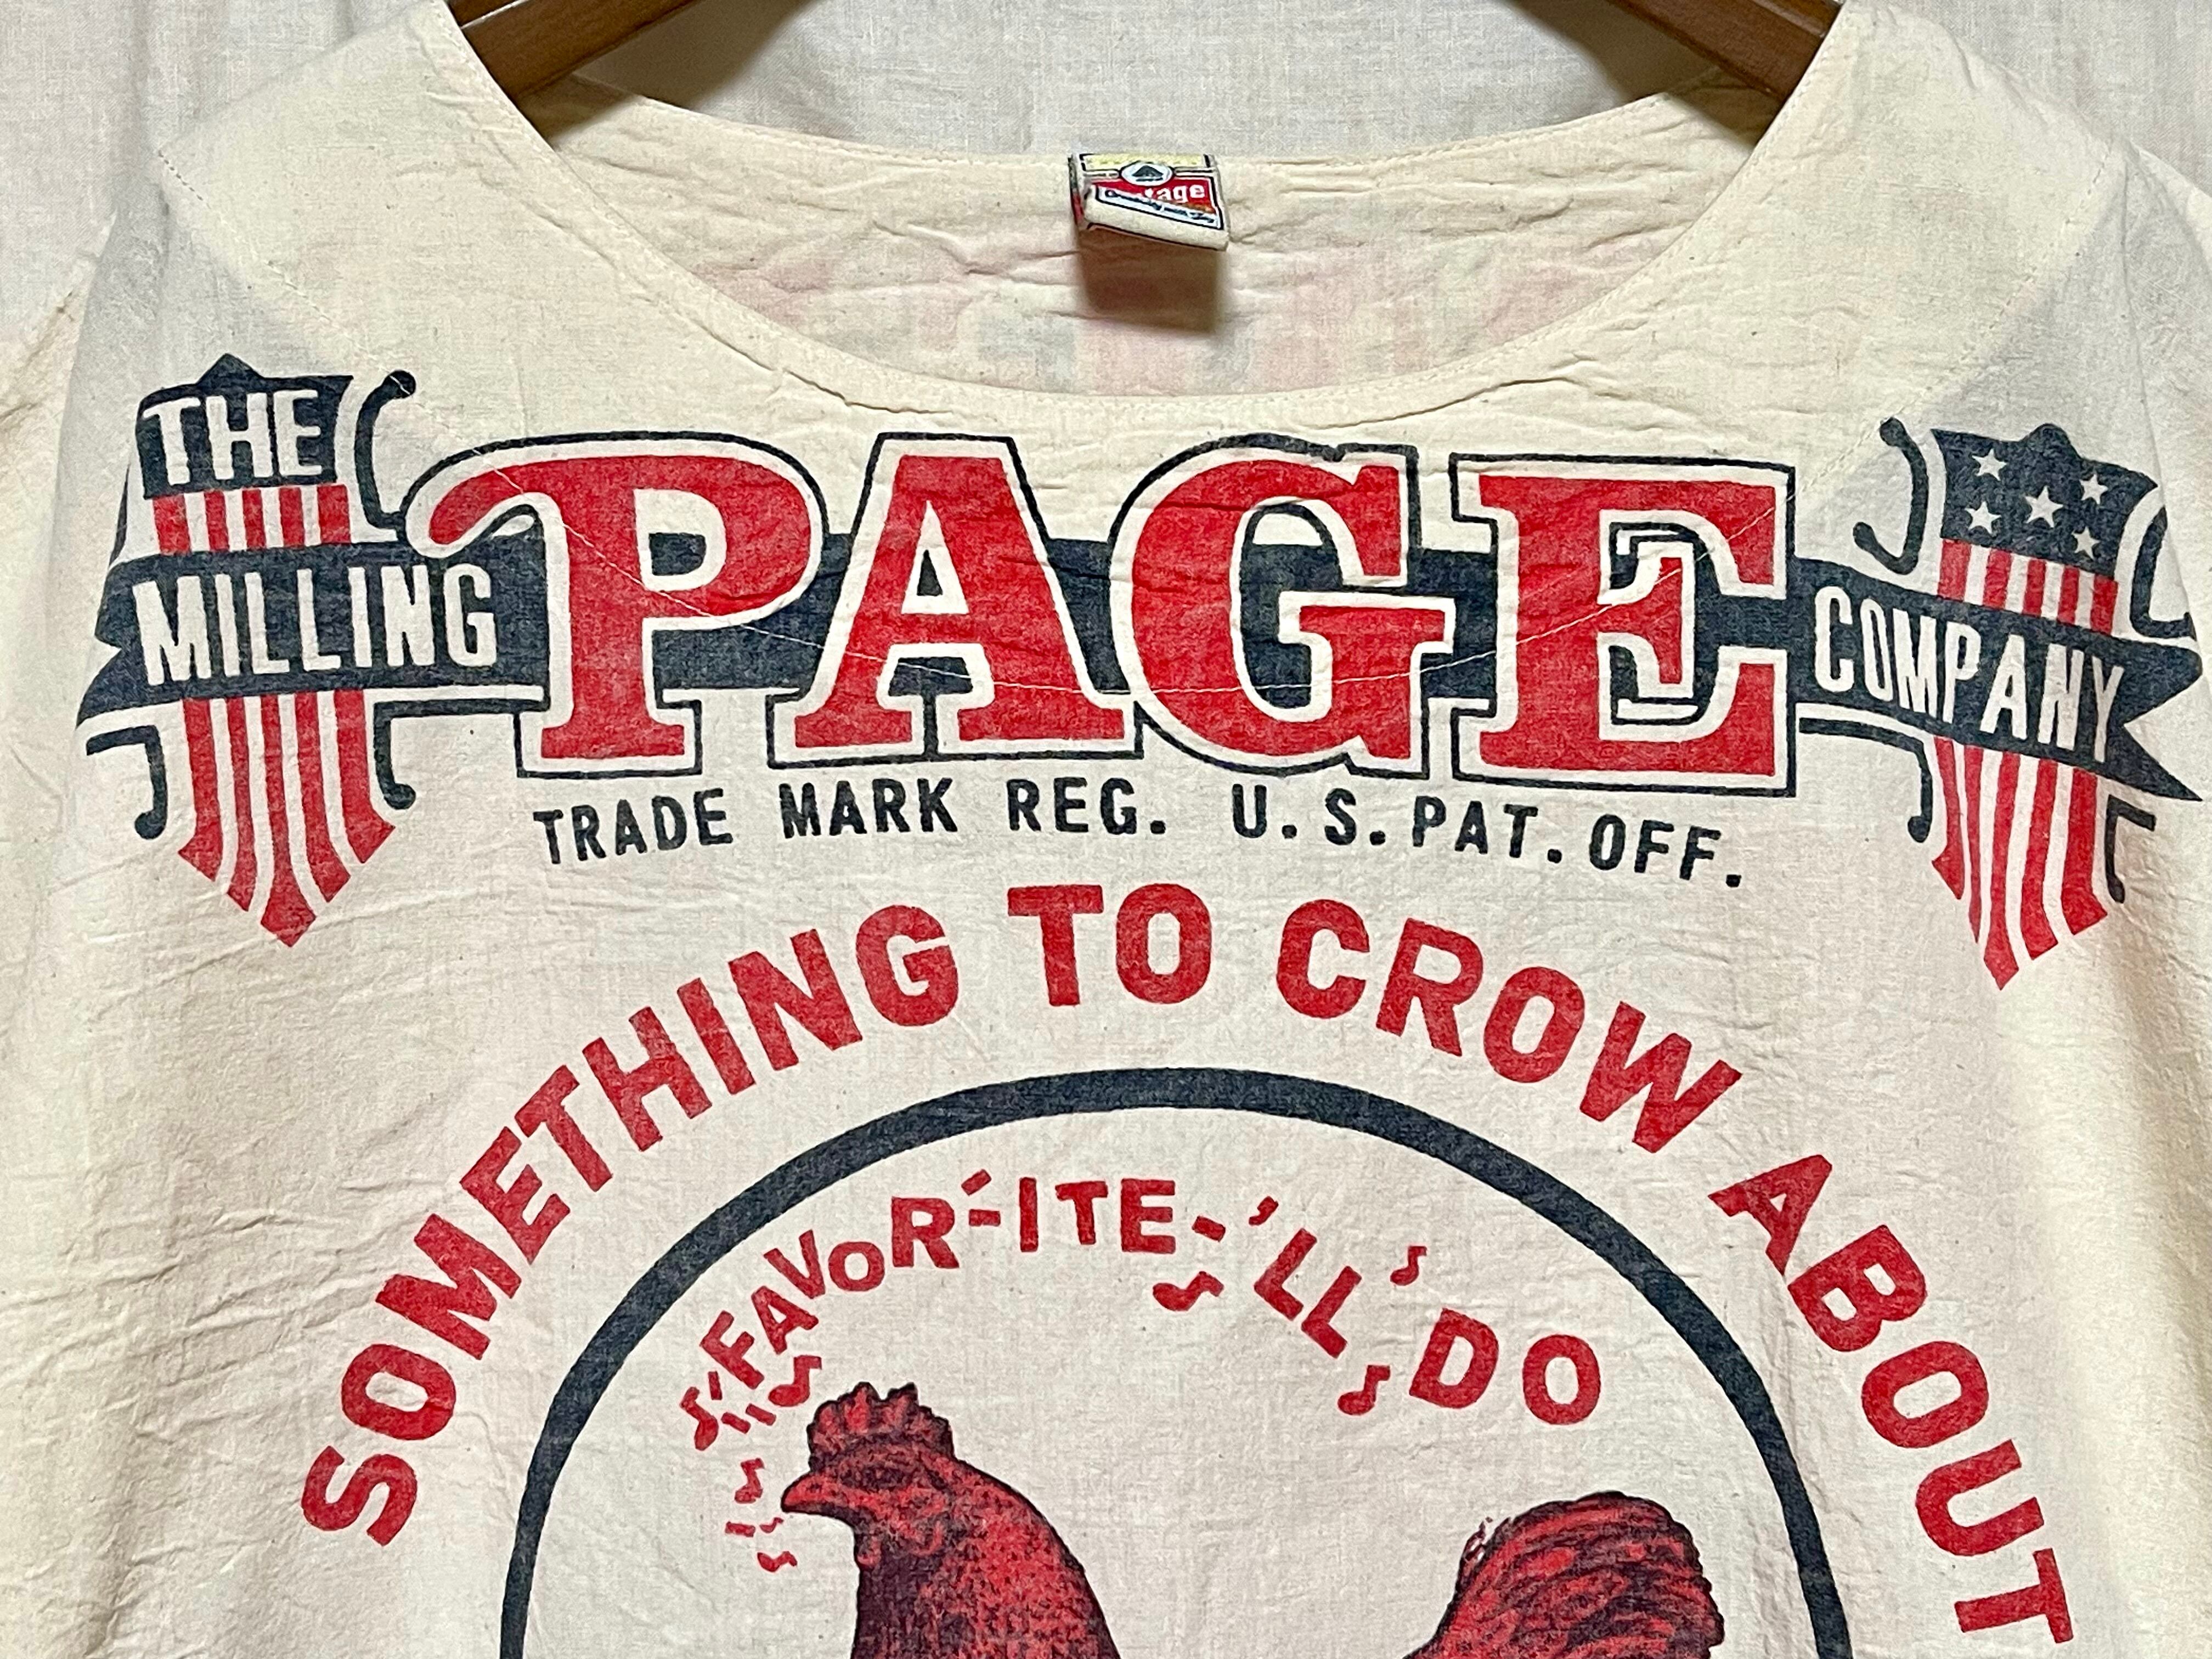 THE
MILLING PAGE COMPANY
TRADE MARK REG. U.S. PAT. OFF.
SOMETHING TO CROW ABOUT
"FAVOR-ITE-'LL' DO